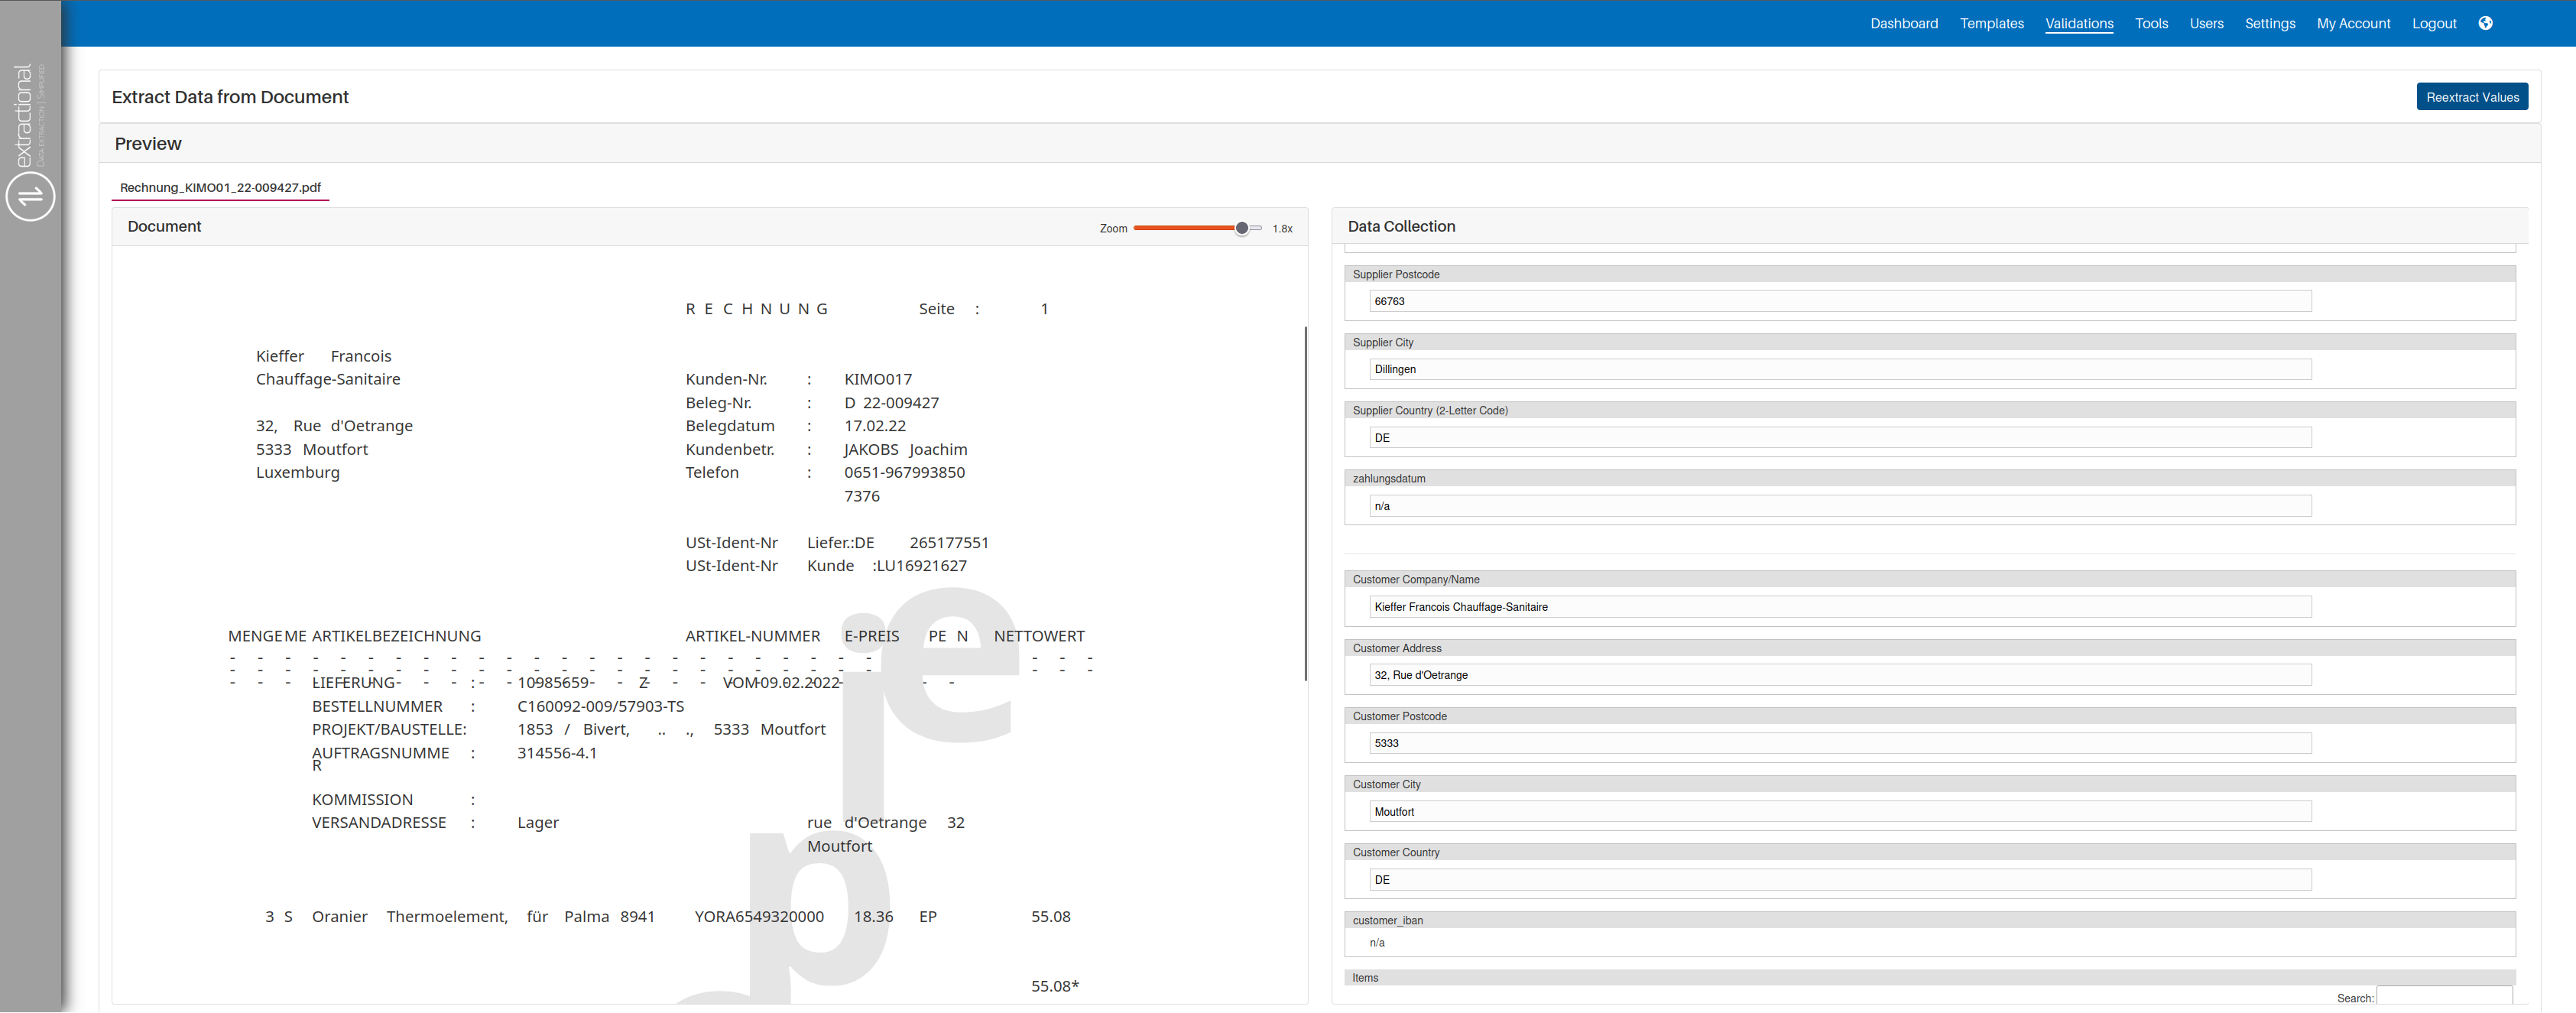 Dashboard Templates Validations Tools Users Settings My Account Logout
extractional
DATA EXTRACTION | SIMPLIFIED
Extract Data from Document
Reextract Values
Preview
Rechnung_KIMO01_22-009427.pdf
Document
Zoom 1.8x
R E C H N U N G Seite : 1
Kieffer Francois
Chauffage-Sanitaire
Kunden-Nr. : KIMO017
Beleg-Nr. : D 22-009427
32, Rue d'Oetrange
Belegdatum : 17.02.22
5333 Moutfort
Kundenbetr. : JAKOBS Joachim
Luxemburg
Telefon : 0651-967993850
7376
USt-Ident-Nr Liefer.:DE 265177551
USt-Ident-Nr Kunde :LU16921627
MENGE ME ARTIKELBEZEICHNUNG ARTIKEL-NUMMER E-PREIS PE N NETTOWERT
LIEFERUNG : 10985659 Z VOM 09.02.2022
BESTELLNUMMER : C160092-009/57903-TS
PROJEKT/BAUSTELLE: 1853 / Bivert, .. ., 5333 Moutfort
AUFTRAGSNUMME : 314556-4.1
R
KOMMISSION :
VERSANDADRESSE : Lager rue d'Oetrange 32
Moutfort
3 S Oranier Thermoelement, für Palma 8941 YORA6549320000 18.36 EP 55.08
55.08*
e
i
p
Data Collection
Supplier Postcode
66763
Supplier City
Dillingen
Supplier Country (2-Letter Code)
DE
zahlungsdatum
n/a
Customer Company/Name
Kieffer Francois Chauffage-Sanitaire
Customer Address
32, Rue d'Oetrange
Customer Postcode
5333
Customer City
Moutfort
Customer Country
DE
customer_iban
n/a
Items
Search: